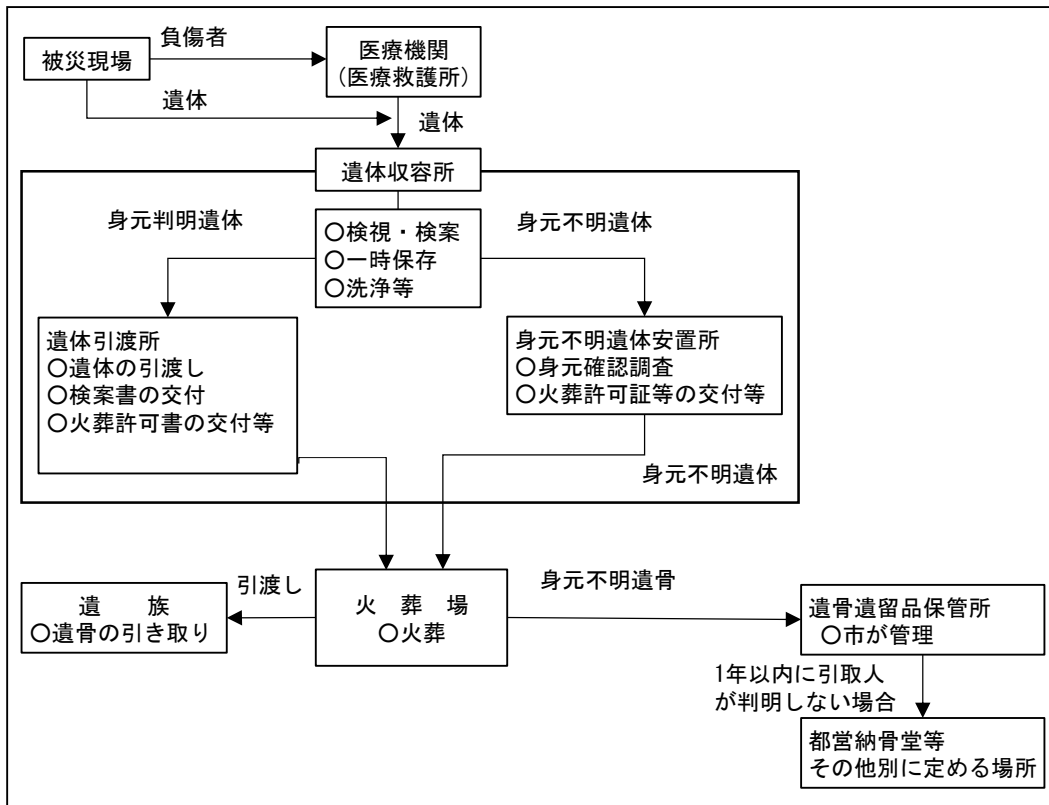 負傷者
被災現場
医療機関
(医療救護所)
遺体
遺体
遺体収容所
身元判明遺体
身元不明遺体
○検視・検案
○一時保存
○洗浄等
遺体引渡所
○遺体の引渡し
○検案書の交付
○火葬許可書の交付等
身元不明遺体安置所
○身元確認調査
○火葬許可証等の交付等
身元不明遺体
引渡し
身元不明遺骨
遺 族
○遺骨の引き取り
火 葬 場
○火葬
遺骨遺留品保管所
○市が管理
1年以内に引取人
が判明しない場合
都営納骨堂等
その他別に定める場所